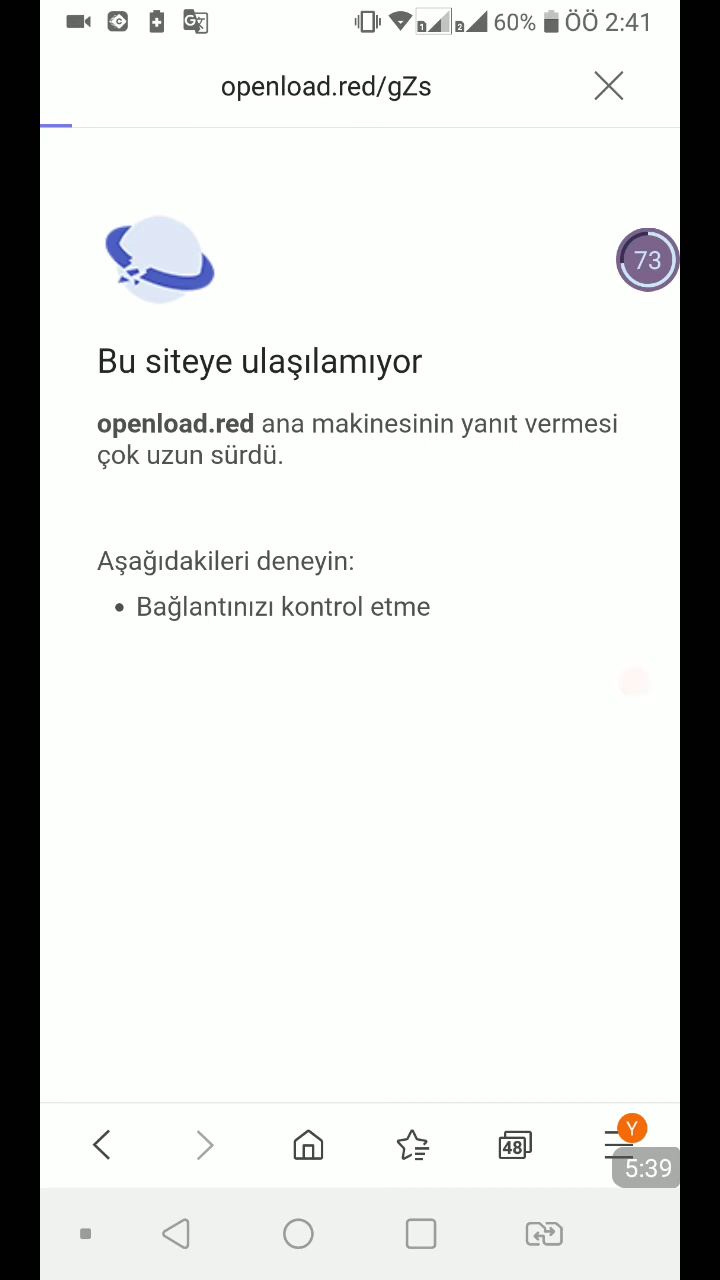 60% ÖÖ 2:41
openload.red/gZs
73
Bu siteye ulaşılamıyor
openload.red ana makinesinin yanıt vermesi
çok uzun sürdü.
Aşağıdakileri deneyin:
• Bağlantınızı kontrol etme
48
Y
5:39